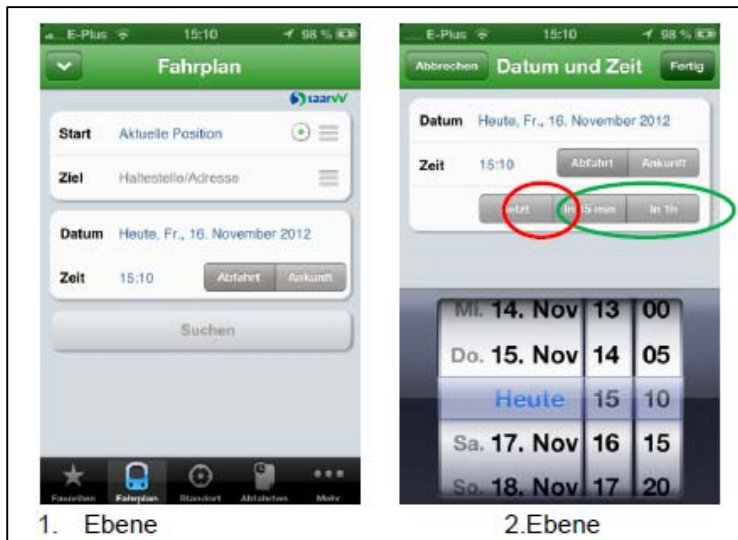 E-Plus 15:10 98 %
Fahrplan
saarVV
Start Aktuelle Position
Ziel Haltestelle/Adresse
Datum Heute, Fr., 16. November 2012
Zeit 15:10 Abfahrt Ankunft
Suchen
Favoriten Fahrplan Standort Abfahrten Mehr
1. Ebene
E-Plus 15:10 98 %
Abbrechen Datum und Zeit Fertig
Datum Heute, Fr., 16. November 2012
Zeit 15:10 Abfahrt Ankunft
Jetzt In 15 min In 1h
Mi. 14. Nov 13 00
Do. 15. Nov 14 05
Heute 15 10
Sa. 17. Nov 16 15
So. 18. Nov 17 20
2.Ebene